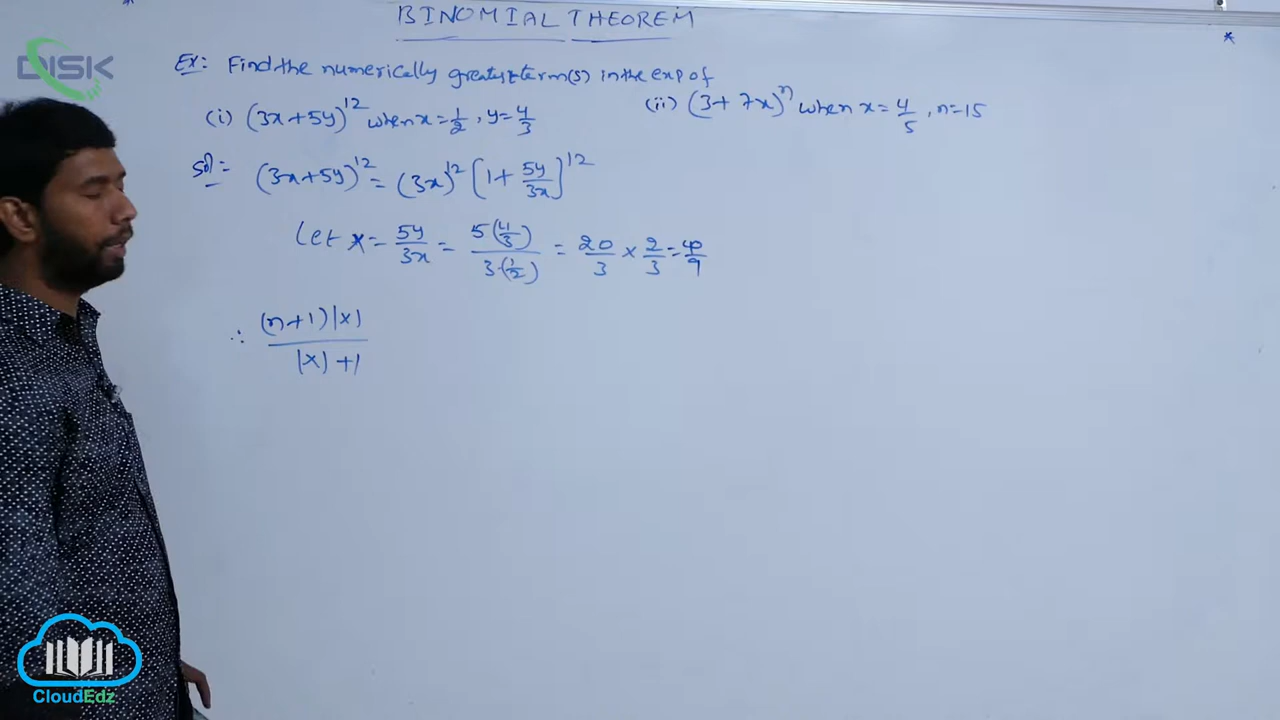 BINOMIAL THEOREM
DISK
Ex: Find the numerically greatest term(s) in the exp of
(i) (3x+5y)^12 when x=1/2, y=4/3
(ii) (3+7x)^n when x=4/5, n=15
Sol: (3x+5y)^12 = (3x)^12 [1+ 5y/3x]^12
Let x = 5y/3x = 5(4/3)/3·(1/2) = 20/3 × 2/3 = 40/9
∴ (n+1)|x| / |x|+1
CloudEdz